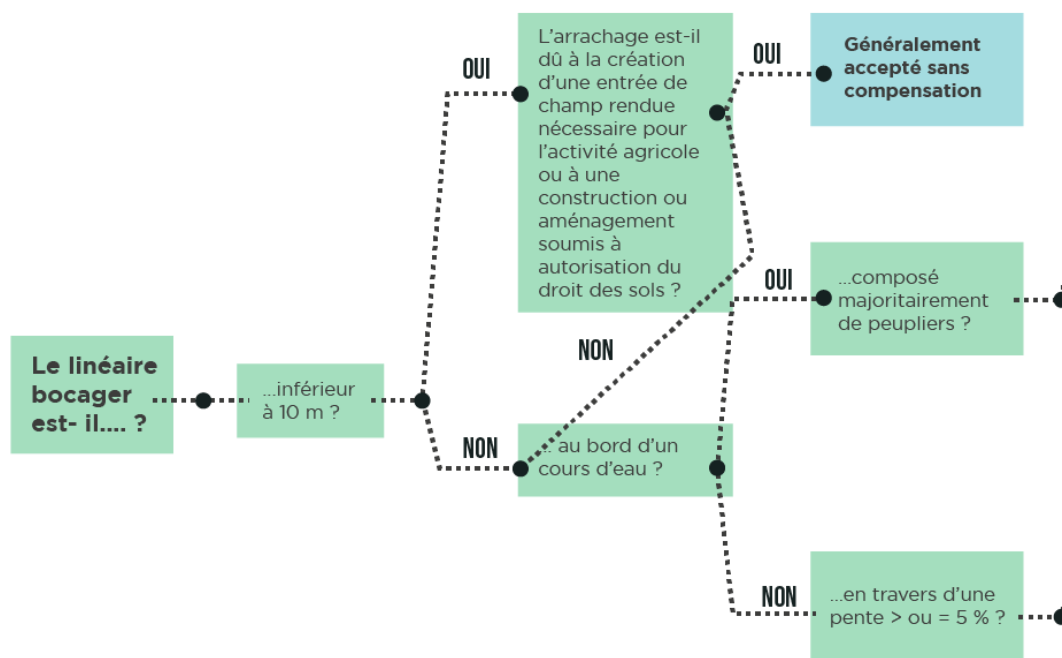 Le linéaire
bocager
est- il.... ?
...inférieur
à 10 m ?
OUI
L'arrachage est-il
dû à la création
d'une entrée de
champ rendue
nécessaire pour
l'activité agricole
ou à une
construction ou
aménagement
soumis à
autorisation du
droit des sols ?
OUI
Généralement
accepté sans
compensation
NON
NON
... au bord d'un
cours d'eau ?
OUI
...composé
majoritairement
de peupliers ?
NON
...en travers d'une
pente > ou = 5 % ?